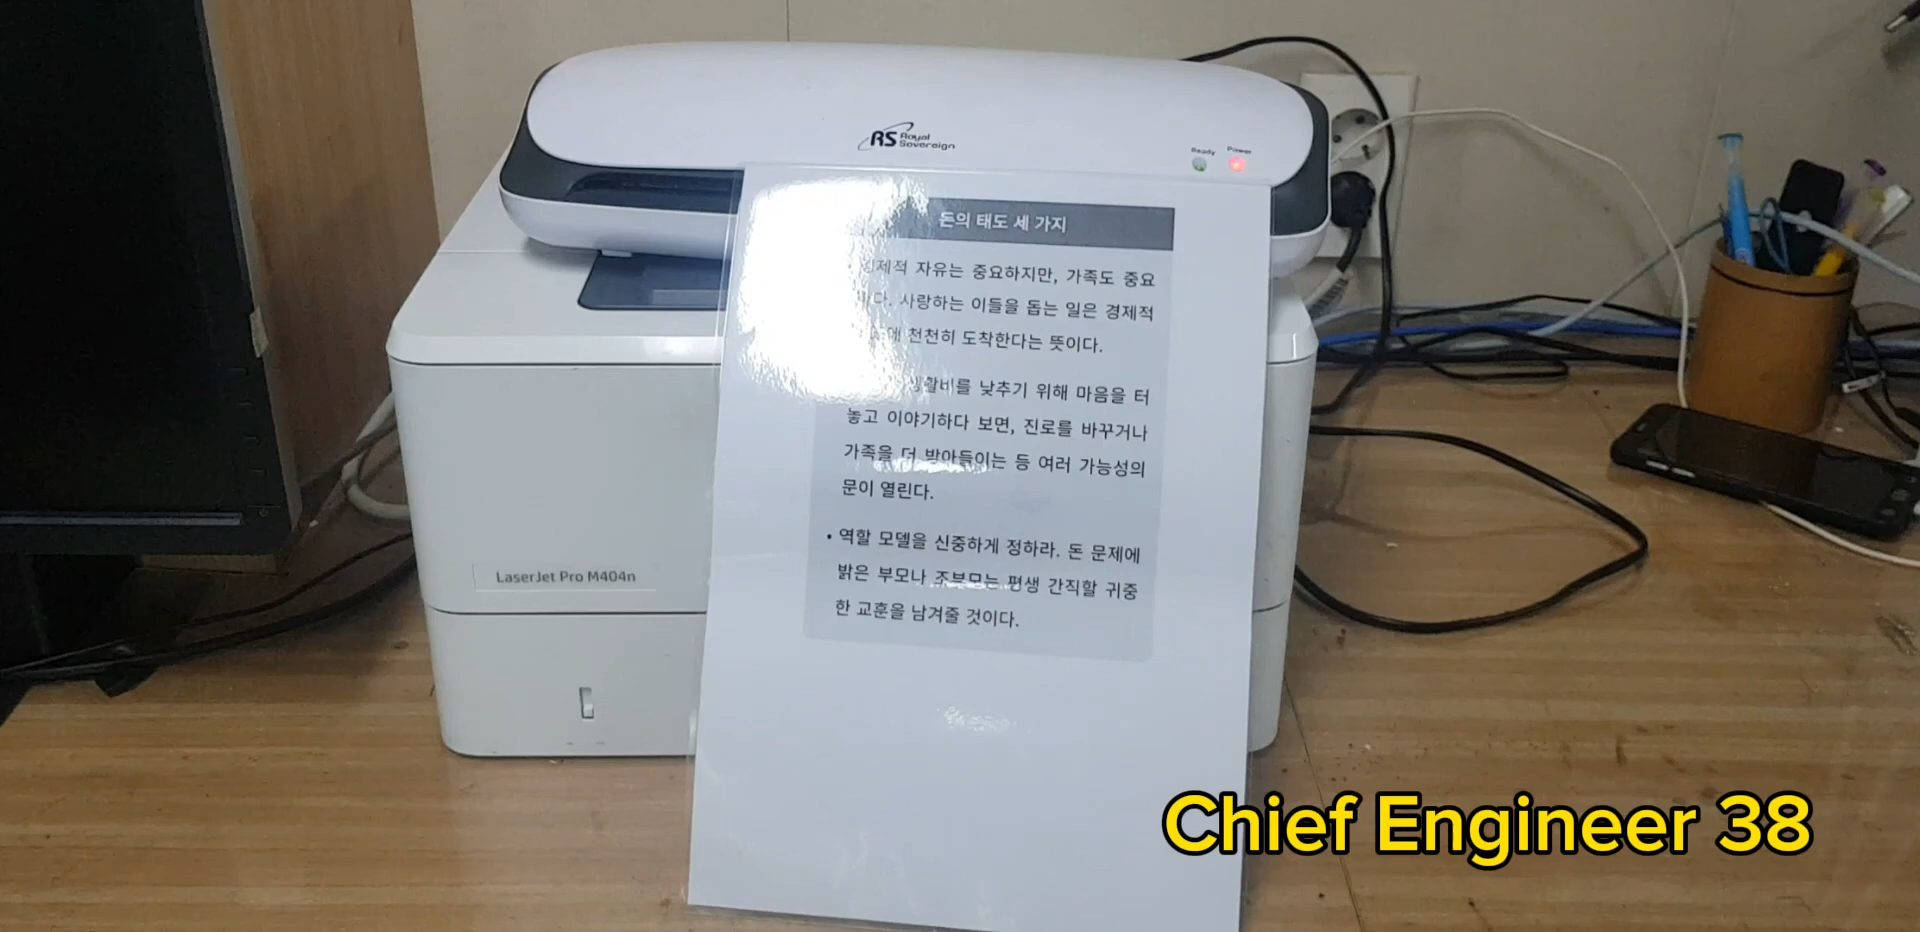 RS Royal
Sovereign
Ready Power
돈의 태도 세 가지
자유는 중요하지만, 가족도 중요
사랑하는 이들을 돕는 일은 경제적
천천히 도착한다는 뜻이다.
생활비를 낮추기 위해 마음을 터
놓고 이야기하다 보면, 진로를 바꾸거나
가족을 더 받아들이는 등 여러 가능성의
문이 열린다.
• 역할 모델을 신중하게 정하라. 돈 문제에
밝은 부모나 조부모는 평생 간직할 귀중
한 교훈을 남겨줄 것이다.
LaserJet Pro M404n
Chief Engineer 38